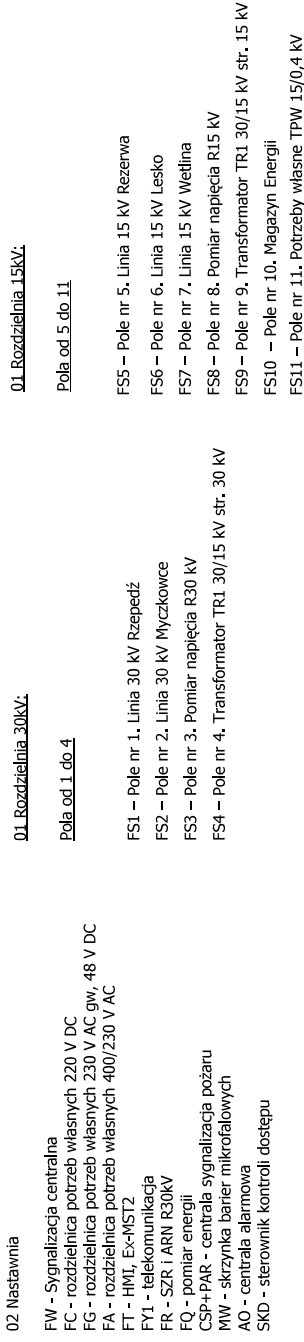 02 Nastawnia
FW - Sygnalizacja centralna
FC - rozdzielnica potrzeb własnych 220 V DC
FG - rozdzielnica potrzeb własnych 230 V AC gw, 48 V DC
FA - rozdzielnica potrzeb własnych 400/230 V AC
FT - HMI, Ex-MST2
FY1 - telekomunikacja
FR - SZR i ARN R30kV
FQ - pomiar energii
CSP+PAR - centrala sygnalizacja pożaru
MW - skrzynka barier mikrofalowych
AO - centrala alarmowa
SKD - sterownik kontroli dostępu
01 Rozdzielnia 30kV:
Pola od 1 do 4
FS1 – Pole nr 1. Linia 30 kV Rzepedź
FS2 – Pole nr 2. Linia 30 kV Myczkowce
FS3 – Pole nr 3. Pomiar napięcia R30 kV
FS4 – Pole nr 4. Transformator TR1 30/15 kV str. 30 kV
01 Rozdzielnia 15kV:
Pola od 5 do 11
FS5 – Pole nr 5. Linia 15 kV Rezerwa
FS6 – Pole nr 6. Linia 15 kV Lesko
FS7 – Pole nr 7. Linia 15 kV Wetlina
FS8 – Pole nr 8. Pomiar napięcia R15 kV
FS9 – Pole nr 9. Transformator TR1 30/15 kV str. 15 kV
FS10 – Pole nr 10. Magazyn Energii
FS11 – Pole nr 11. Potrzeby własne TPW 15/0,4 kV